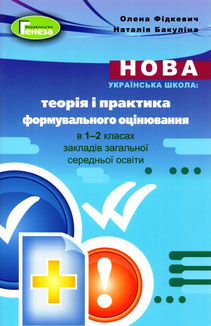 Олена Фідкевич
Наталія Бакуліна
Видавництво
Генеза
НОВА
УКРАЇНСЬКА ШКОЛА:
теорія і практика
формувального оцінювання
в 1–2 класах
закладів загальної
середньої освіти